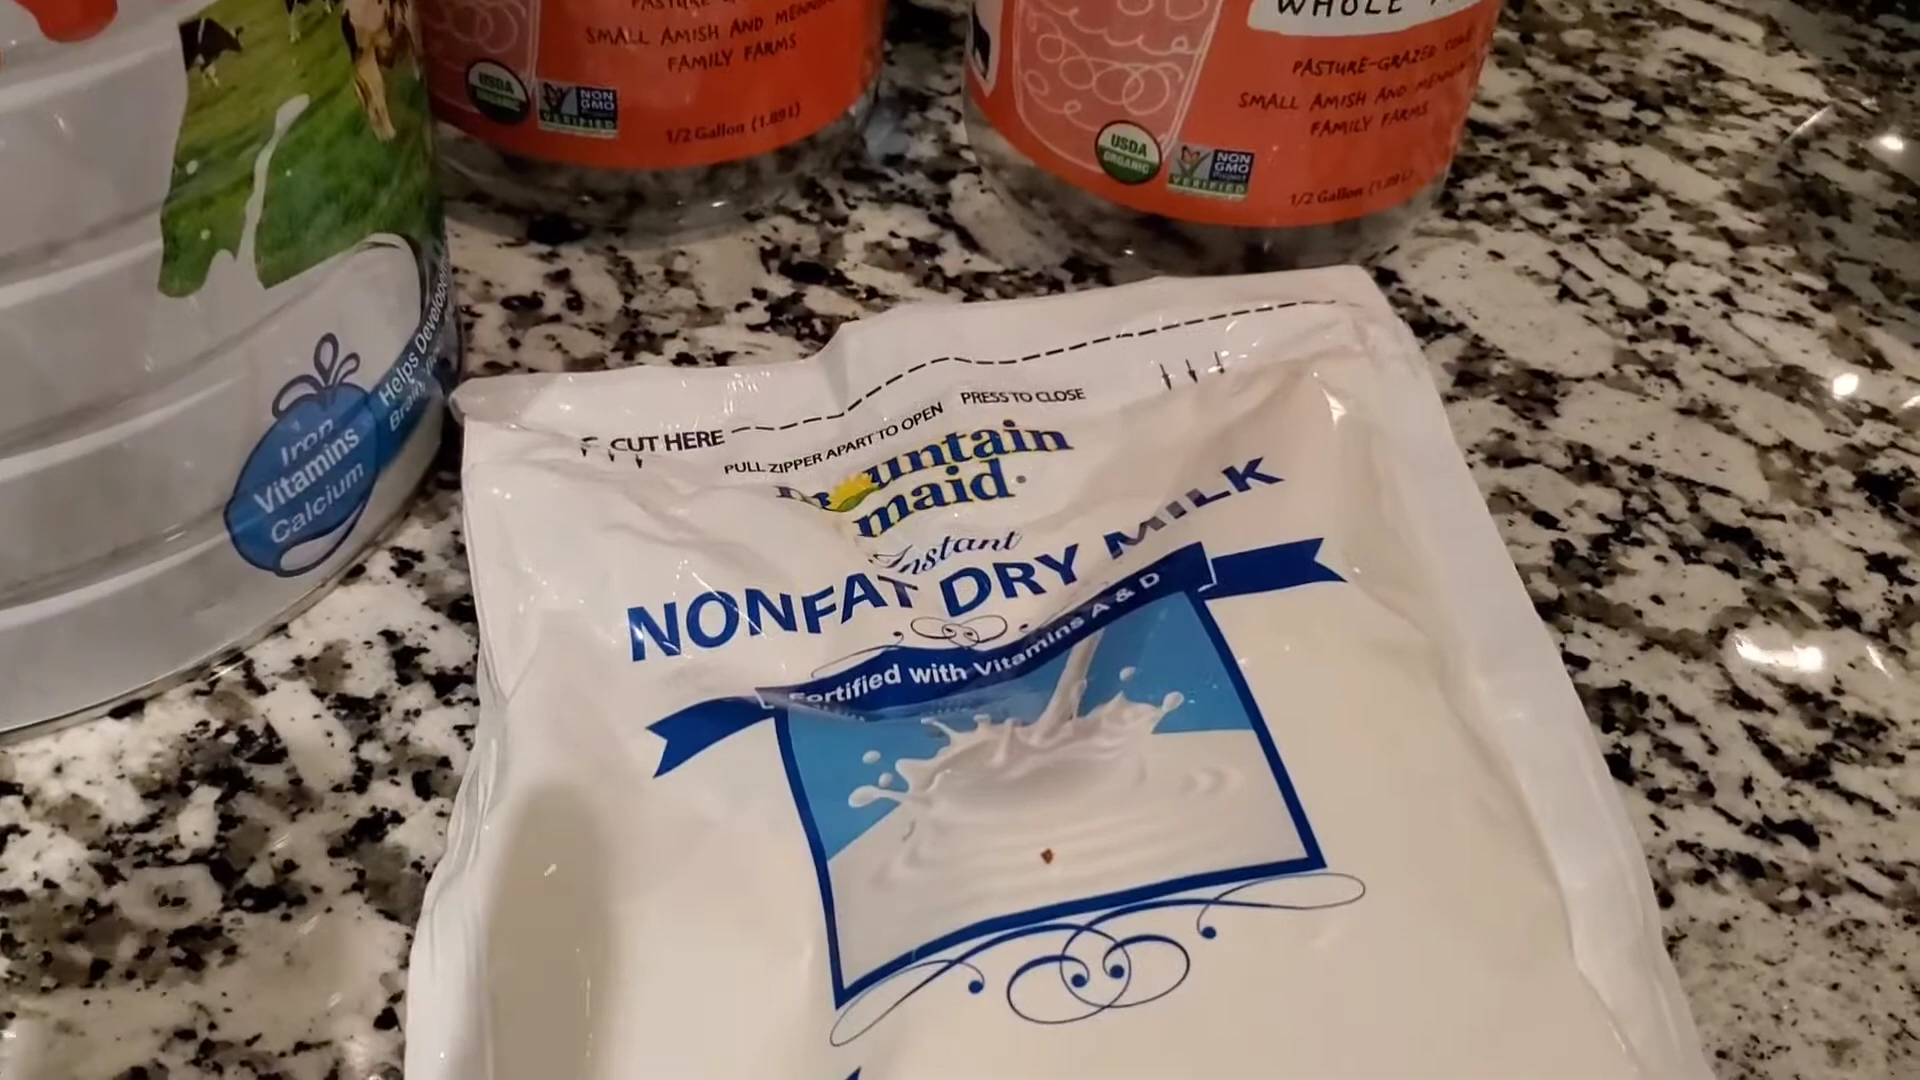 WHOLE
SMALL AMISH AND
FAMILY FARMS
USDA
ORGANIC
NON
GMO
VERIFIED
1/2 Gallon (1.89L)
PASTURE-GRAZED
SMALL AMISH AND
FAMILY FARMS
USDA
ORGANIC
NON
GMO
Project
VERIFIED
1/2 Gallon
Iron
Vitamins
Calcium
Helps
CUT HERE
PULL ZIPPER APART TO OPEN PRESS TO CLOSE
mountain
maid
Instant
NONFAT DRY MILK
Fortified with Vitamins A & D